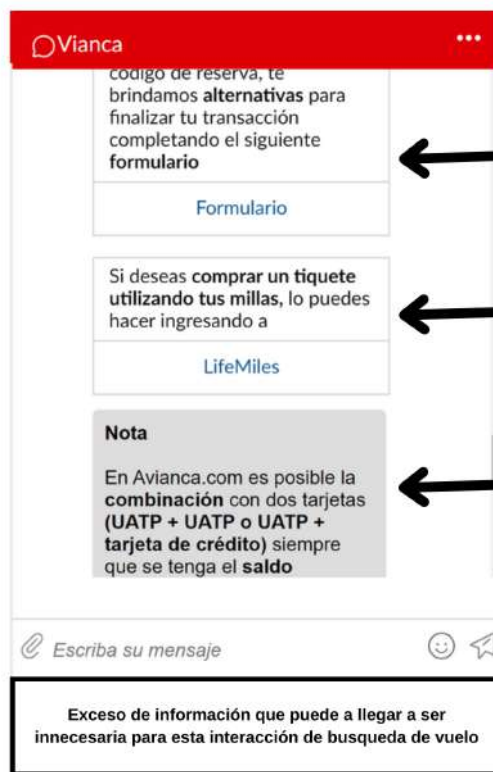 Vianca
código de reserva, te
brindamos alternativas para
finalizar tu transacción
completando el siguiente
formulario
Formulario
Si deseas comprar un tiquete
utilizando tus millas, lo puedes
hacer ingresando a
LifeMiles
Nota
En Avianca.com es posible la
combinación con dos tarjetas
(UATP + UATP o UATP +
tarjeta de crédito) siempre
que se tenga el saldo
Escriba su mensaje
Exceso de información que puede a llegar a ser
innecesaria para esta interacción de busqueda de vuelo